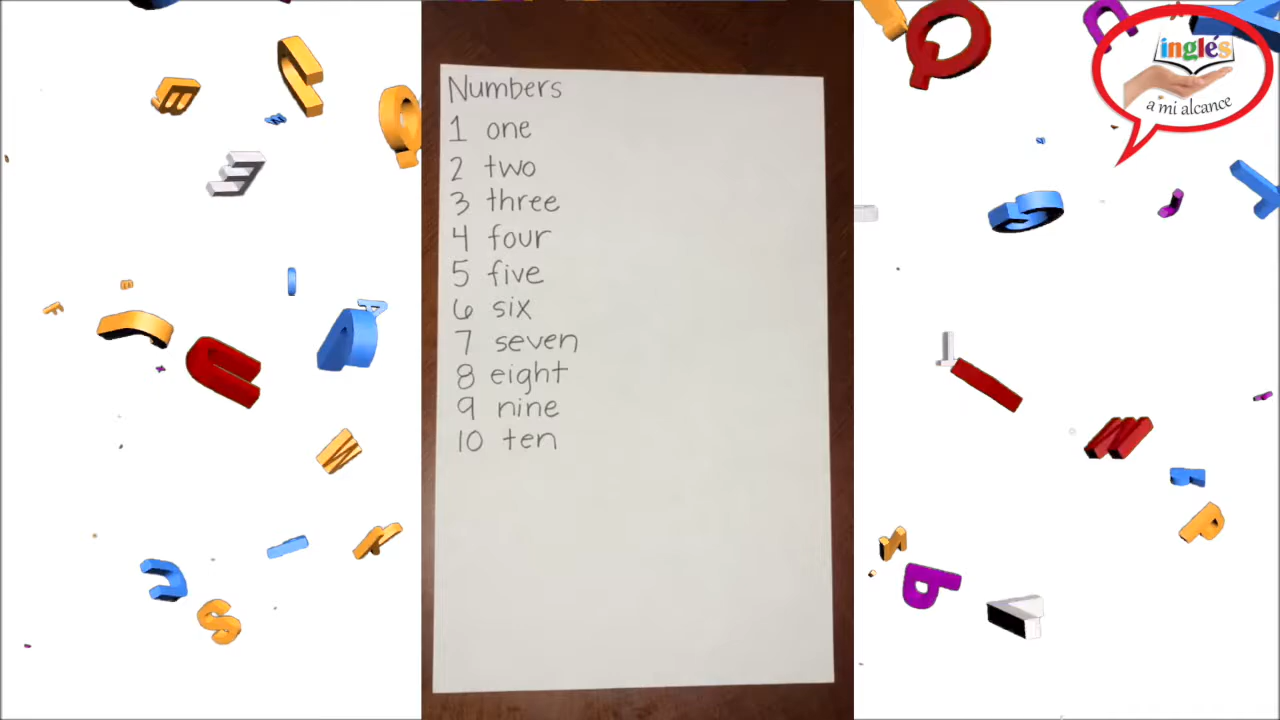 Numbers
1 one
2 two
3 three
4 four
5 five
6 six
7 seven
8 eight
9 nine
10 ten
inglés
a mi alcance